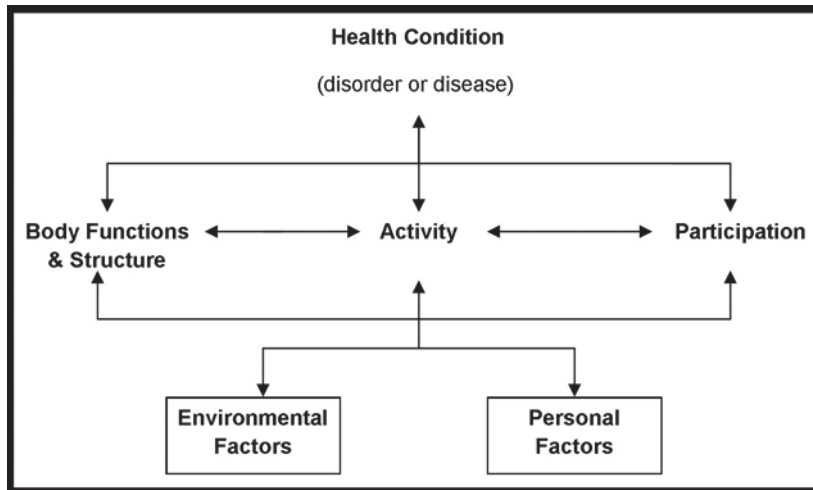 Health Condition
(disorder or disease)
Body Functions
& Structure
Activity
Participation
Environmental
Factors
Personal
Factors